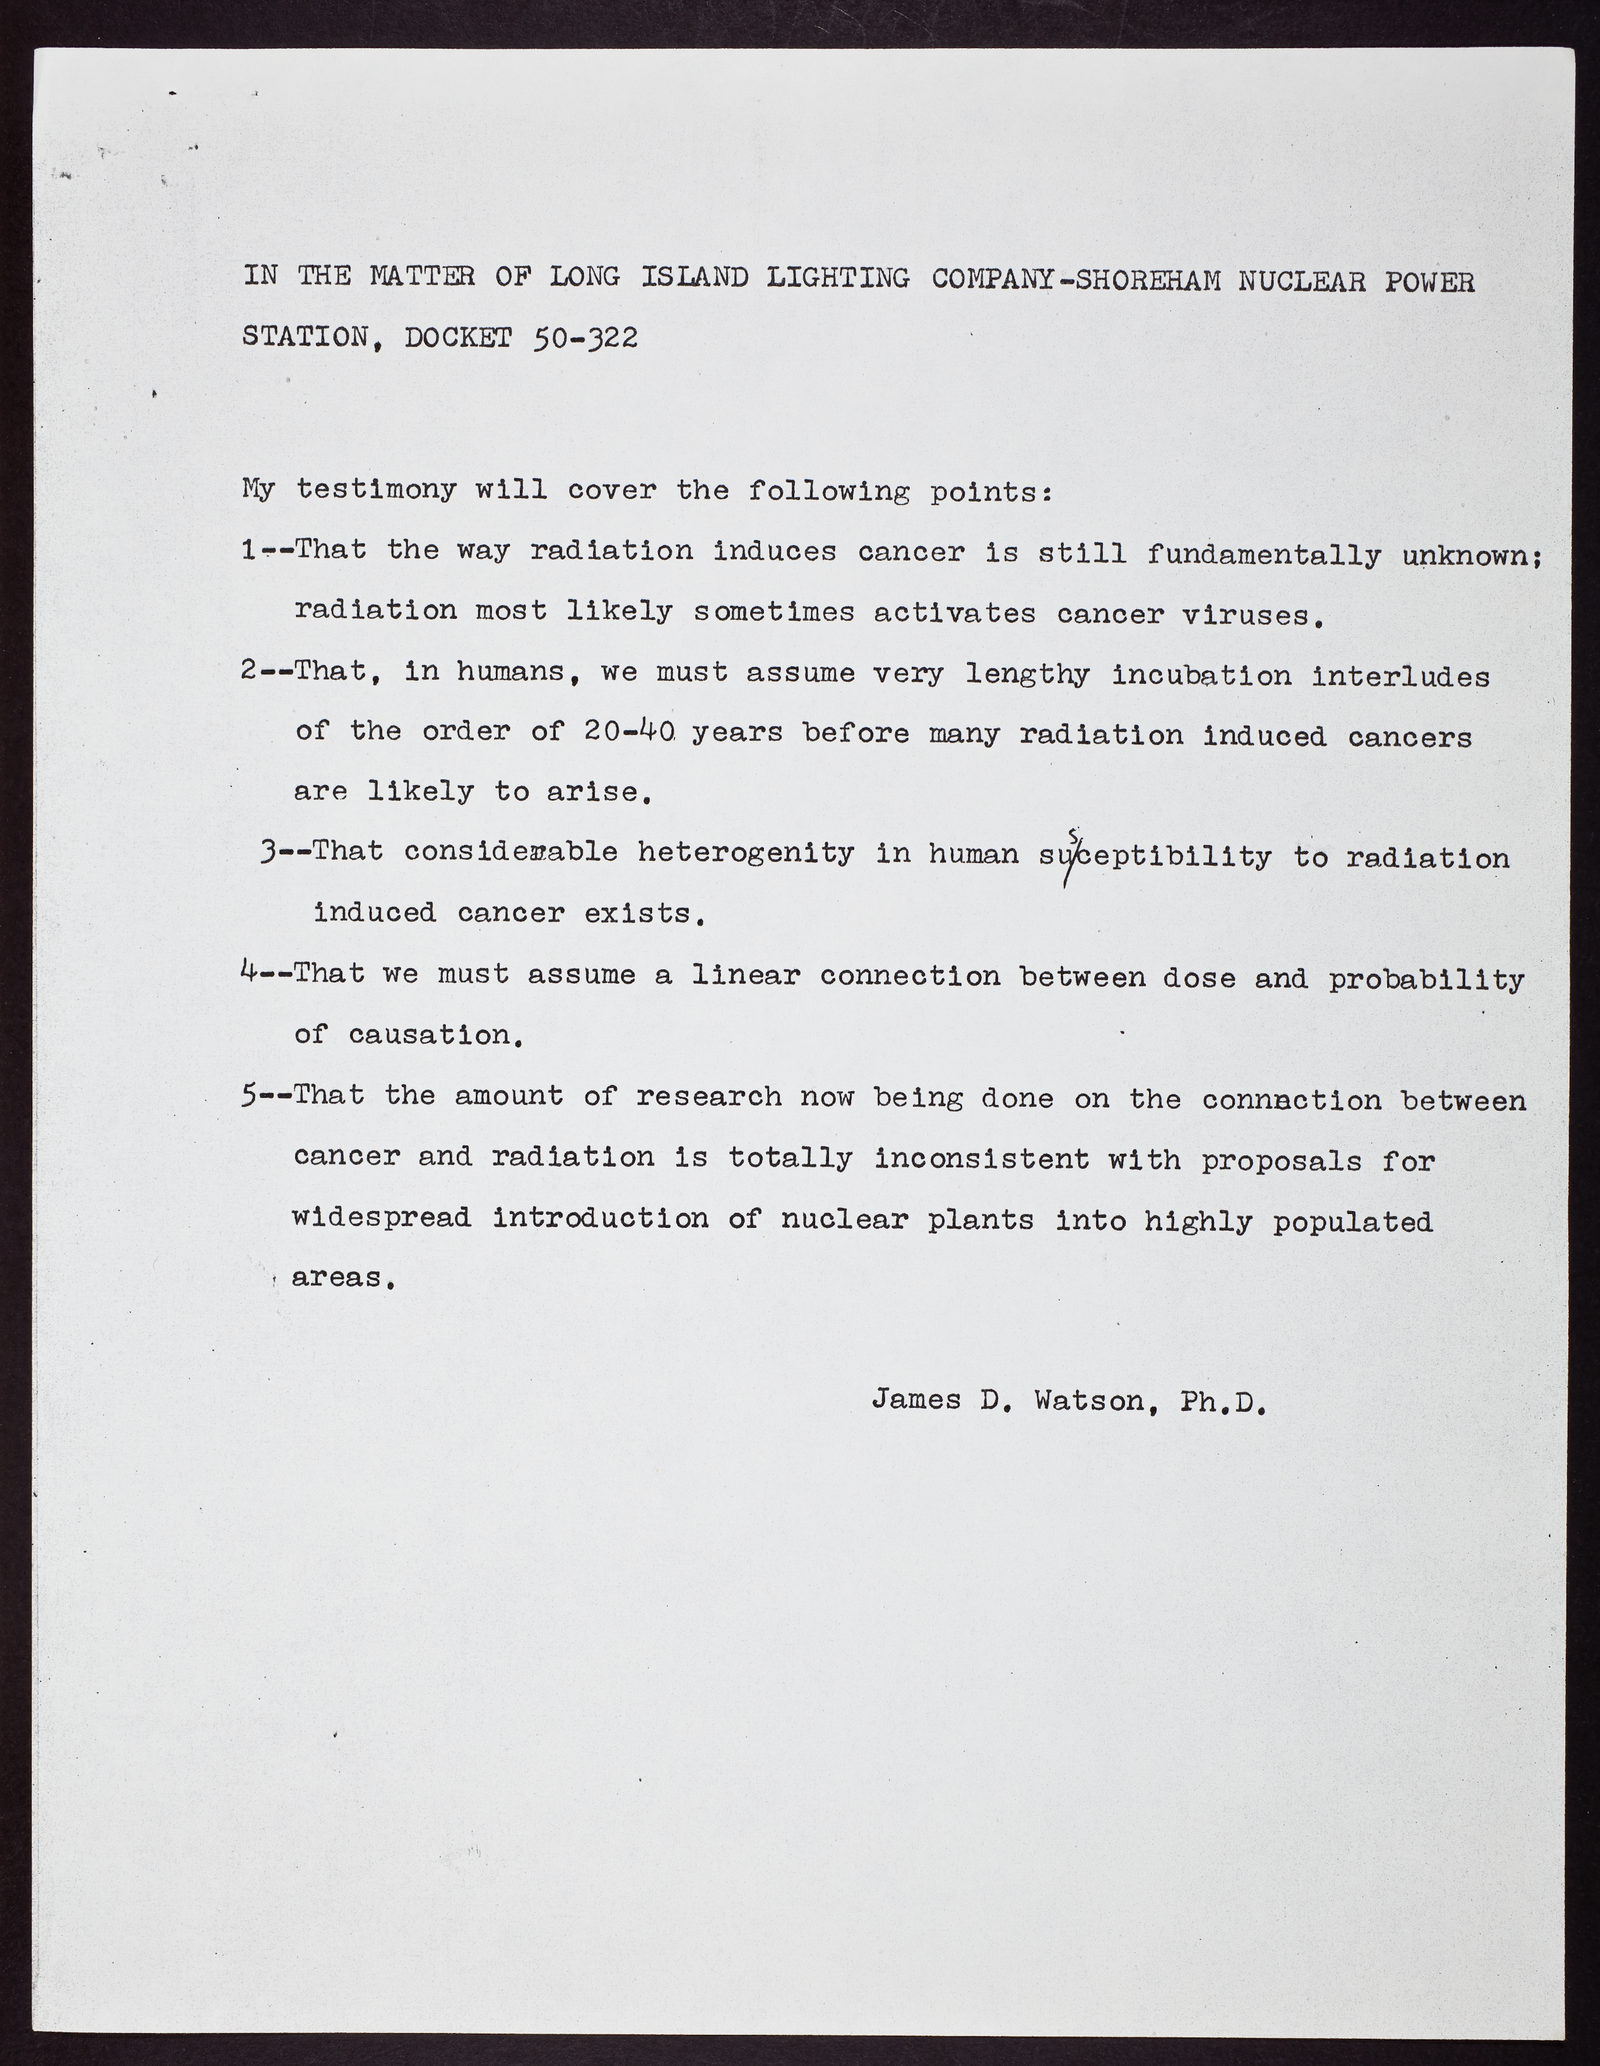 IN THE MATTER OF LONG ISLAND LIGHTING COMPANY-SHOREHAM NUCLEAR POWER
STATION, DOCKET 50-322
My testimony will cover the following points:
1--That the way radiation induces cancer is still fundamentally unknown;
radiation most likely sometimes activates cancer viruses.
2--That, in humans, we must assume very lengthy incubation interludes
of the order of 20-40 years before many radiation induced cancers
are likely to arise.
3--That considerable heterogenity in human susceptibility to radiation
induced cancer exists.
4--That we must assume a linear connection between dose and probability
of causation.
5--That the amount of research now being done on the connection between
cancer and radiation is totally inconsistent with proposals for
widespread introduction of nuclear plants into highly populated
areas.
James D. Watson, Ph.D.